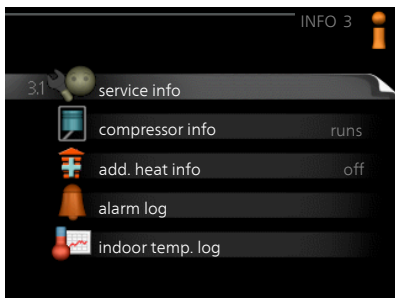 INFO 3
3.1 service info
compressor info runs
add. heat info off
alarm log
indoor temp. log